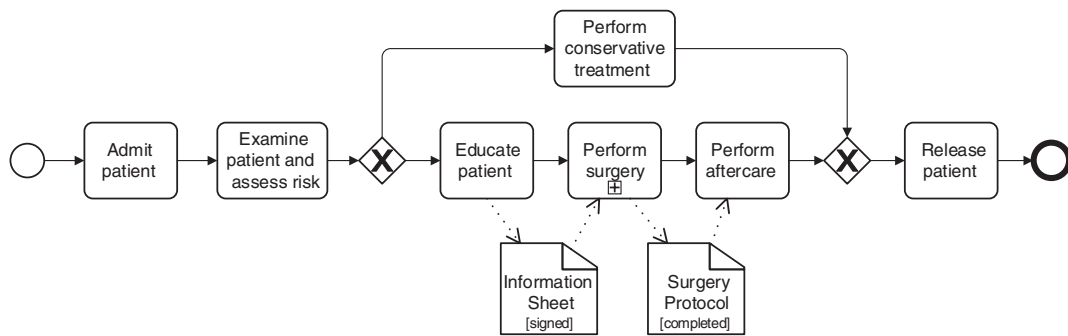 Perform
conservative
treatment
Admit
patient
Examine
patient and
assess risk
X
Educate
patient
Perform
surgery
Perform
aftercare
X
Release
patient
Information
Sheet
[signed]
Surgery
Protocol
[completed]